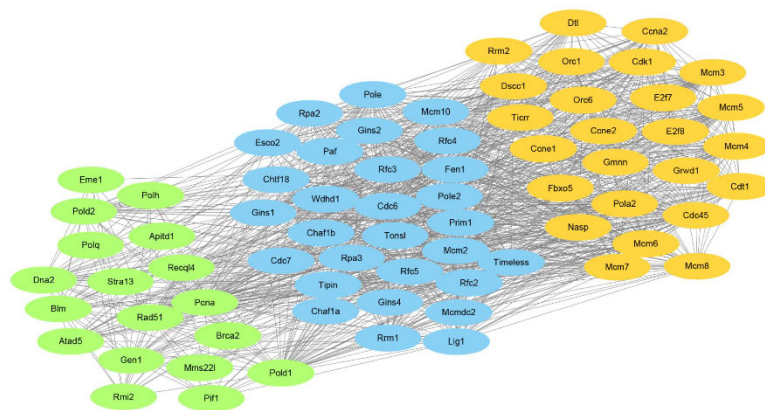 Dtl
Ccna2
Rrm2
Orc1
Cdk1
Mcm3
Pole
Dscc1
Orc6
E2f7
Mcm5
Rpa2
Mcm10
Ticrr
Gins2
Ccne2
E2f8
Esco2
Paf
Rfc4
Ccne1
Mcm4
Gmnn
Grwd1
Eme1
Chtf18
Rfc3
Fen1
Fbxo5
Cdt1
Polh
Wdhd1
Pole2
Pola2
Pold2
Gins1
Cdc6
Cdc45
Apitd1
Prim1
Nasp
Polq
Chaf1b
Tonsl
Mcm6
Mcm2
Recql4
Cdc7
Rpa3
Timeless
Mcm7
Mcm8
Dna2
Stra13
Rfc5
Rfc2
Tipin
Blm
Pcna
Gins4
Rad51
Chaf1a
Mcmdc2
Atad5
Brca2
Rrm1
Lig1
Gen1
Mms22l
Pold1
Rmi2
Pif1